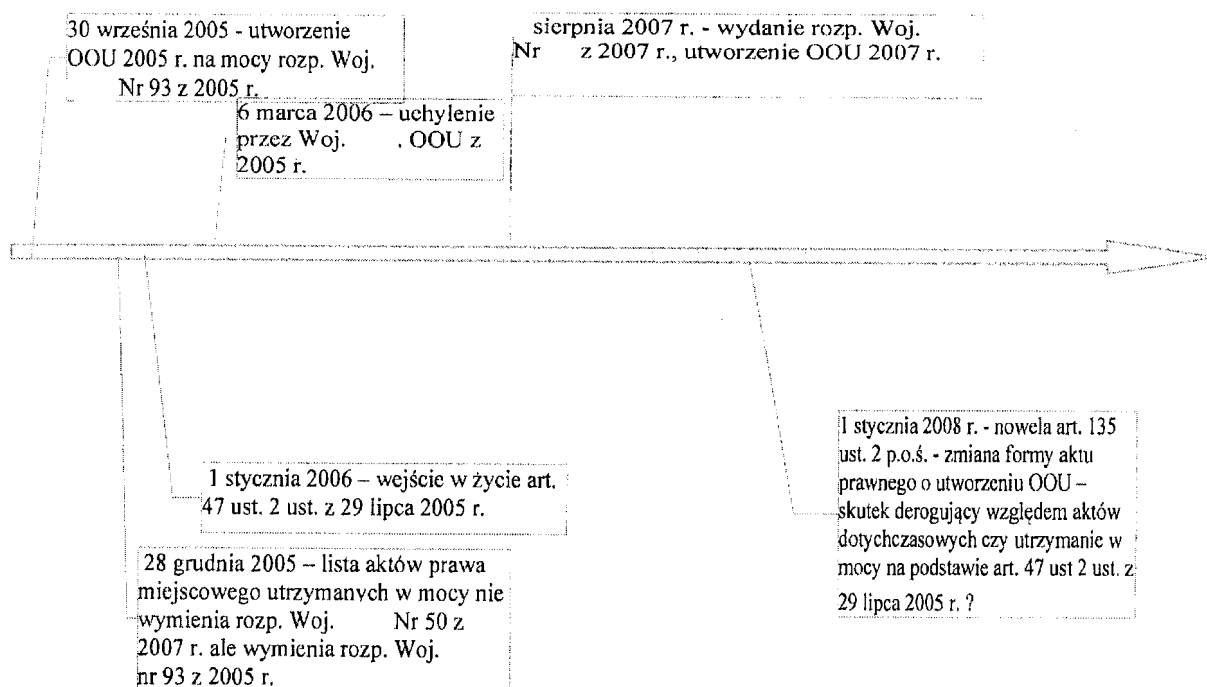 30 września 2005 - utworzenie
OOU 2005 r. na mocy rozp. Woj.
Nr 93 z 2005 r.
6 marca 2006 – uchylenie
przez Woj. . OOU z
2005 r.
sierpnia 2007 r. - wydanie rozp. Woj.
Nr z 2007 r., utworzenie OOU 2007 r.
1 stycznia 2006 – wejście w życie art.
47 ust. 2 ust. z 29 lipca 2005 r.
28 grudnia 2005 – lista aktów prawa
miejscowego utrzymanych w mocy nie
wymienia rozp. Woj. Nr 50 z
2007 r. ale wymienia rozp. Woj.
nr 93 z 2005 r.
1 stycznia 2008 r. - nowela art. 135
ust. 2 p.o.ś. - zmiana formy aktu
prawnego o utworzeniu OOU –
skutek derogujący względem aktów
dotychczasowych czy utrzymanie w
mocy na podstawie art. 47 ust 2 ust. z
29 lipca 2005 r. ?